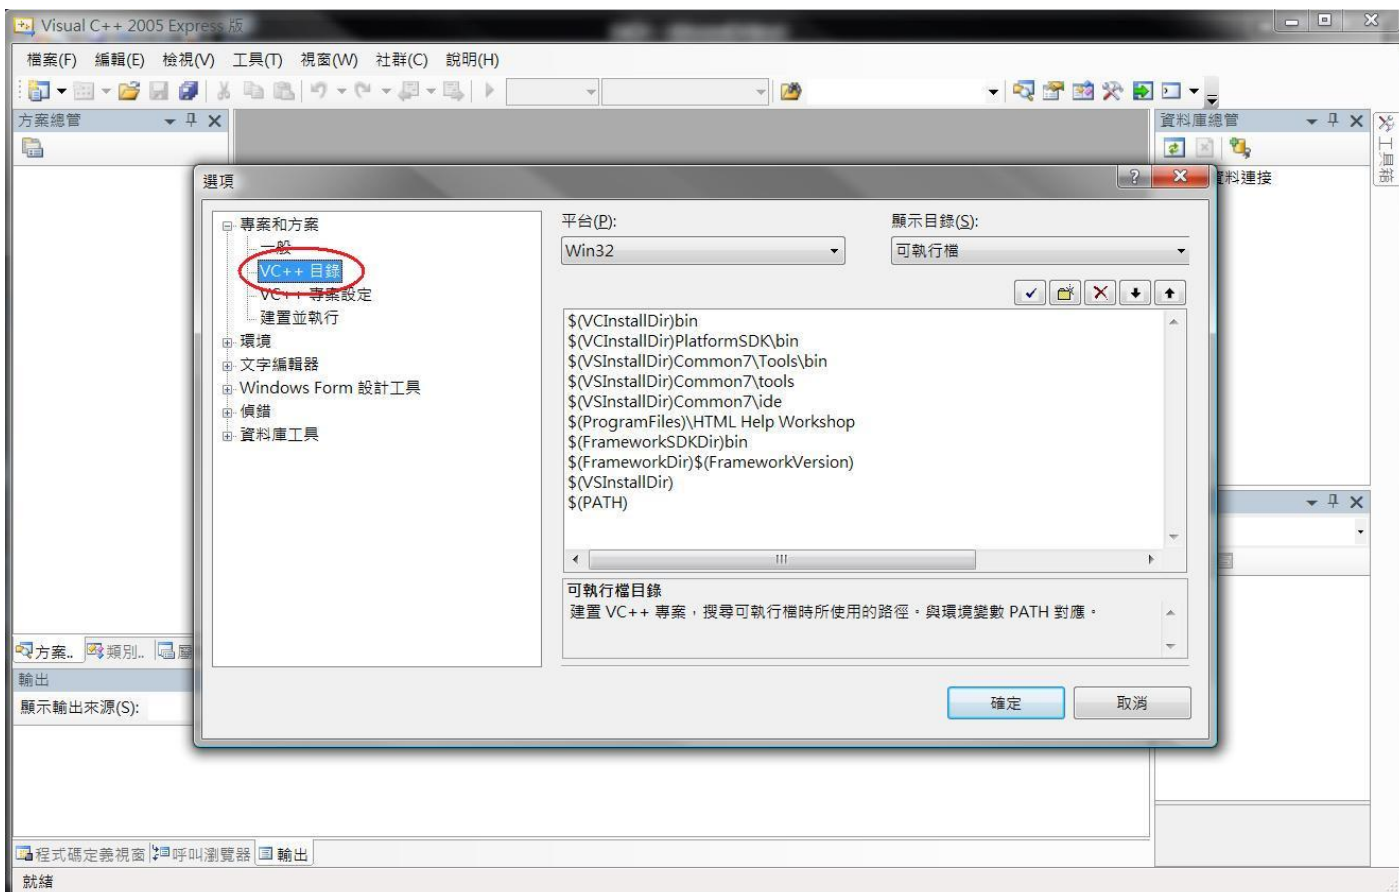 Visual C++ 2005 Express 版
檔案(F) 編輯(E) 檢視(V) 工具(T) 視窗(W) 社群(C) 說明(H)
方案總管
資料庫總管
工具箱
資料連接
選項
專案和方案
一般
VC++ 目錄
VC++ 專案設定
建置並執行
環境
文字編輯器
Windows Form 設計工具
偵錯
資料庫工具
平台(P):
Win32
顯示目錄(S):
可執行檔
$(VCInstallDir)bin
$(VCInstallDir)PlatformSDK\bin
$(VSInstallDir)Common7\Tools\bin
$(VSInstallDir)Common7\tools
$(VSInstallDir)Common7\ide
$(ProgramFiles)\HTML Help Workshop
$(FrameworkSDKDir)bin
$(FrameworkDir)$(FrameworkVersion)
$(VSInstallDir)
$(PATH)
可執行檔目錄
建置 VC++ 專案，搜尋可執行檔時所使用的路徑。與環境變數 PATH 對應。
確定
取消
方案.. 類別..
輸出
顯示輸出來源(S):
程式碼定義視窗 呼叫瀏覽器 輸出
就緒